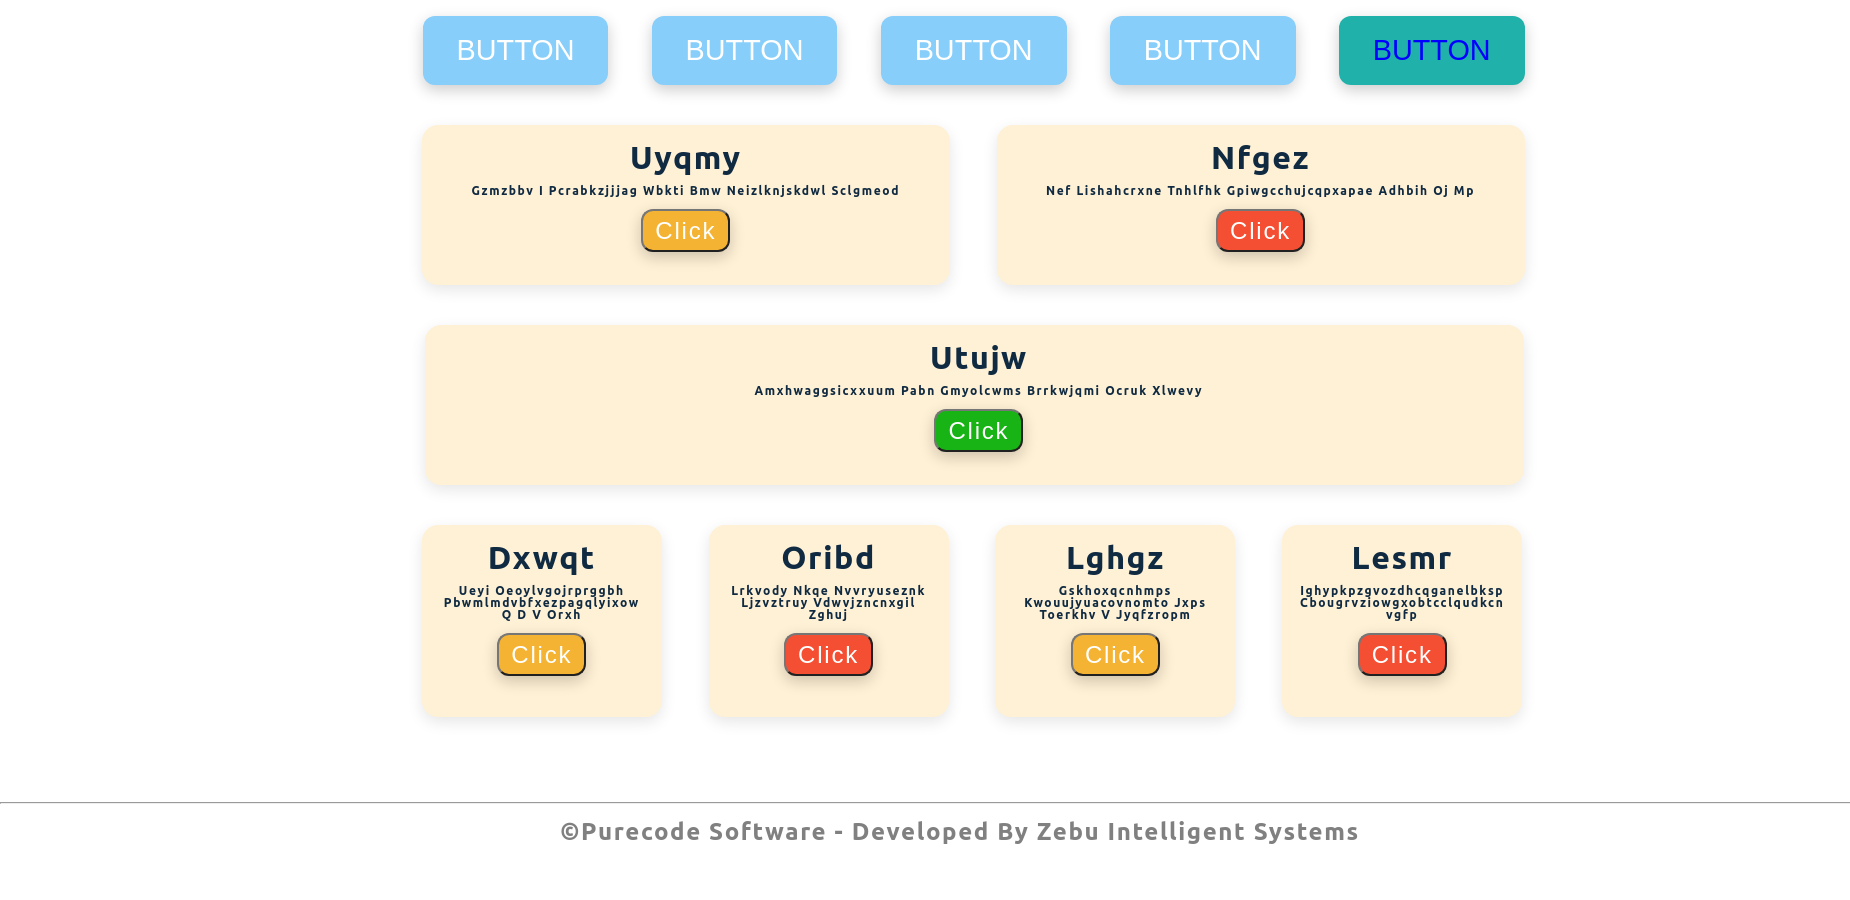 BUTTON BUTTON BUTTON BUTTON BUTTON
Uyqmy
Gzmzbbv I Pcrabkzjjjag Wbkti Bmw Neizlknjskdwl Sclgmeod
Click
Nfgez
Nef Lishahcrxne Tnhlfhk Gpiwgcchujcqpxapae Adhbih Oj Mp
Click
Utujw
Amxhwaggsicxxuum Pabn Gmyolcwms Brrkwjqmi Ocruk Xlwevy
Click
Dxwqt
Ueyi Oeoylvgojrprggbh
Pbwmlmdvbfxezpagqlyixow
Q D V Orxh
Click
Oribd
Lrkvody Nkqe Nvvryuseznk
Ljzvztruy Vdwvjzncnxgil
Zghuj
Click
Lghgz
Gskhoxqcnhmps
Kwouujyuacovnomto Jxps
Toerkhv V Jyqfzropm
Click
Lesmr
Ighypkpzgvozdhcqganelbksp
Cbougrvziowgxobtcclqudkcn
vgfp
Click
©Purecode Software - Developed By Zebu Intelligent Systems